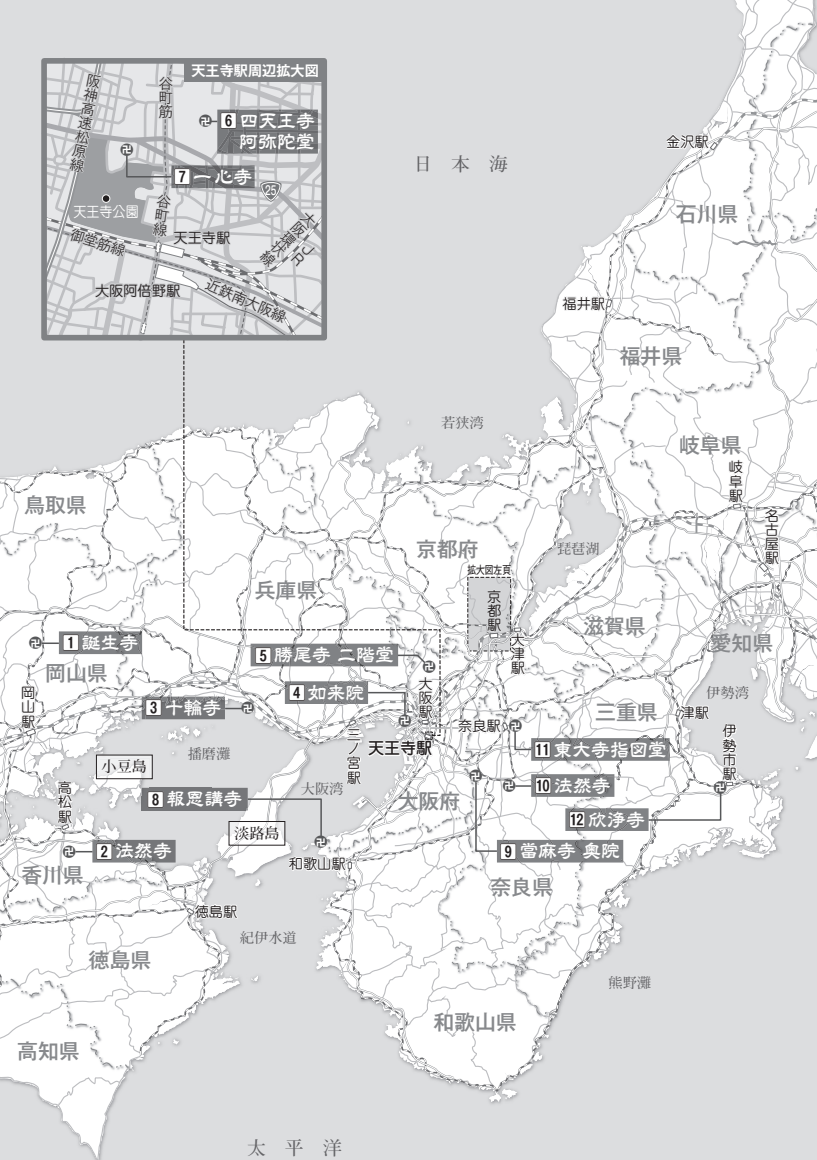 天王寺駅周辺拡大図
阪神高速松原線
谷町筋
6 四天王寺
阿弥陀堂
7 一心寺
25
天王寺公園
谷町線
御堂筋線
天王寺駅
JR
大阪環状線
大阪阿倍野駅
近鉄南大阪線
日本海
金沢駅
石川県
福井駅
福井県
若狭湾
岐阜県
岐阜駅
名古屋駅
鳥取県
京都府
琵琶湖
拡大図左頁
京都駅
兵庫県
大津駅
滋賀県
愛知県
1 誕生寺
岡山県
5 勝尾寺 二階堂
4 如来院
大阪駅
伊勢湾
岡山駅
3 十輪寺
奈良駅
三重県
津駅
天王寺駅
三ノ宮駅
伊勢市駅
播磨灘
11 東大寺指図堂
小豆島
高松駅
大阪湾
10 法然寺
8 報恩講寺
大阪府
12 欣浄寺
淡路島
2 法然寺
和歌山駅
9 當麻寺 奥院
香川県
奈良県
徳島駅
紀伊水道
徳島県
熊野灘
和歌山県
高知県
太平洋